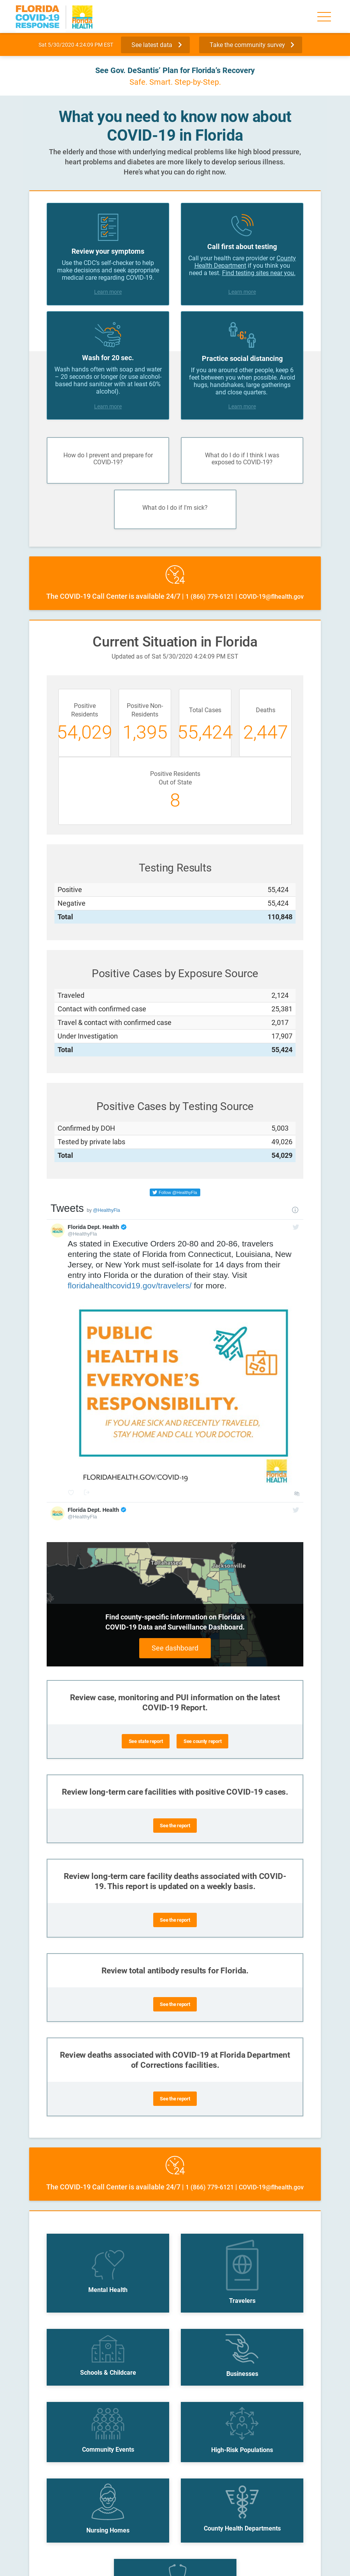 FLORIDA
COVID-19
RESPONSE
Florida
HEALTH
Sat 5/30/2020 4:24:09 PM EST
See latest data
Take the community survey
See Gov. DeSantis’ Plan for Florida’s Recovery
Safe. Smart. Step-by-Step.
What you need to know now about
COVID-19 in Florida
The elderly and those with underlying medical problems like high blood pressure,
heart problems and diabetes are more likely to develop serious illness.
Here’s what you can do right now.
Review your symptoms
Use the CDC’s self-checker to help
make decisions and seek appropriate
medical care regarding COVID-19.
Learn more
Call first about testing
Call your health care provider or County
Health Department if you think you
need a test. Find testing sites near you.
Learn more
Wash for 20 sec.
Wash hands often with soap and water
– 20 seconds or longer (or use alcohol-
based hand sanitizer with at least 60%
alcohol).
Learn more
6'
Practice social distancing
If you are around other people, keep 6
feet between you when possible. Avoid
hugs, handshakes, large gatherings
and close quarters.
Learn more
How do I prevent and prepare for
COVID-19?
What do I do if I think I was
exposed to COVID-19?
What do I do if I’m sick?
24
The COVID-19 Call Center is available 24/7 | 1 (866) 779-6121 | COVID-19@flhealth.gov
Current Situation in Florida
Updated as of Sat 5/30/2020 4:24:09 PM EST
Positive
Residents
54,029
Positive Non-
Residents
1,395
Total Cases
55,424
Deaths
2,447
Positive Residents
Out of State
8
Testing Results
Positive 55,424
Negative 55,424
Total 110,848
Positive Cases by Exposure Source
Traveled 2,124
Contact with confirmed case 25,381
Travel & contact with confirmed case 2,017
Under Investigation 17,907
Total 55,424
Positive Cases by Testing Source
Confirmed by DOH 5,003
Tested by private labs 49,026
Total 54,029
Follow @HealthyFla
Tweets by @HealthyFla
Florida Dept. Health
@HealthyFla
As stated in Executive Orders 20-80 and 20-86, travelers
entering the state of Florida from Connecticut, Louisiana, New
Jersey, or New York must self-isolate for 14 days from their
entry into Florida or the duration of their stay. Visit
floridahealthcovid19.gov/travelers/ for more.
PUBLIC
HEALTH IS
EVERYONE'S
RESPONSIBILITY.
IF YOU ARE SICK AND RECENTLY TRAVELED,
STAY HOME AND CALL YOUR DOCTOR.
FLORIDAHEALTH.GOV/COVID-19
Florida
HEALTH
Florida Dept. Health
@HealthyFla
Tallahassee
Jacksonville
Find county-specific information on Florida’s
COVID-19 Data and Surveillance Dashboard.
See dashboard
Review case, monitoring and PUI information on the latest
COVID-19 Report.
See state report
See county report
Review long-term care facilities with positive COVID-19 cases.
See the report
Review long-term care facility deaths associated with COVID-
19. This report is updated on a weekly basis.
See the report
Review total antibody results for Florida.
See the report
Review deaths associated with COVID-19 at Florida Department
of Corrections facilities.
See the report
24
The COVID-19 Call Center is available 24/7 | 1 (866) 779-6121 | COVID-19@flhealth.gov
Mental Health
Travelers
Schools & Childcare
Businesses
Community Events
High-Risk Populations
Nursing Homes
County Health Departments